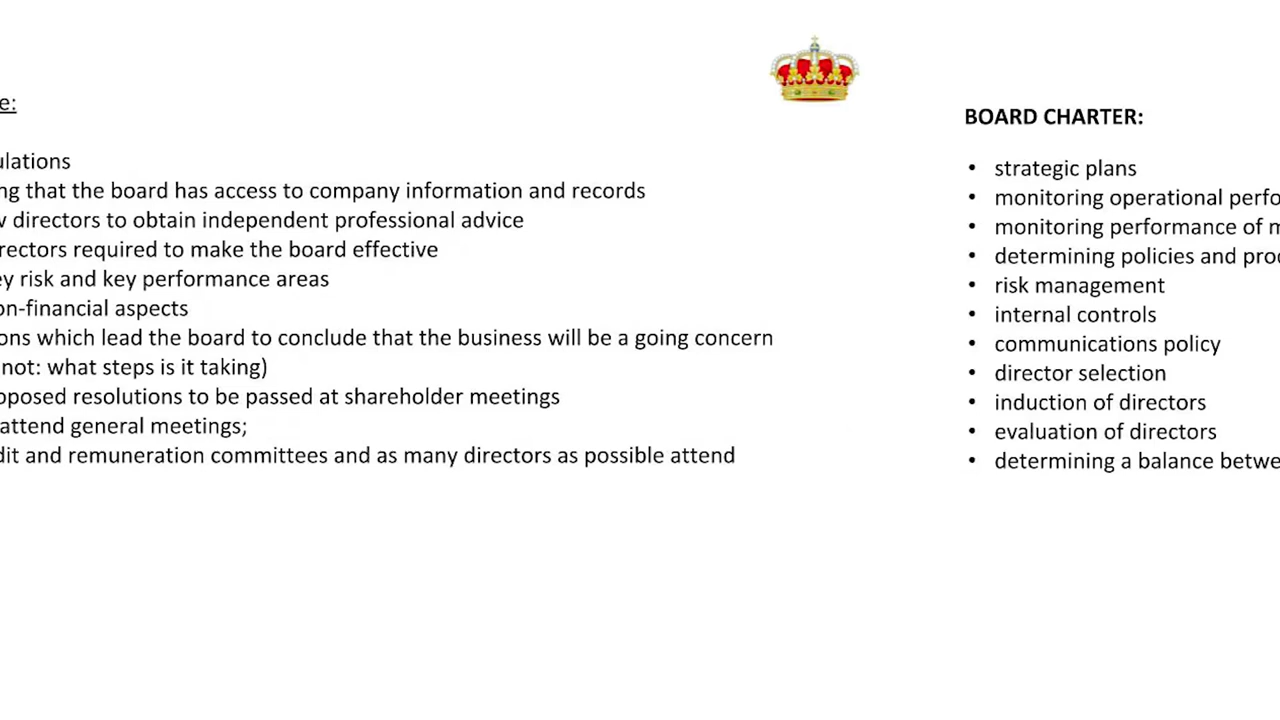 e:
ulations
ng that the board has access to company information and records
w directors to obtain independent professional advice
rectors required to make the board effective
ey risk and key performance areas
on-financial aspects
ons which lead the board to conclude that the business will be a going concern
not: what steps is it taking)
oposed resolutions to be passed at shareholder meetings
attend general meetings;
dit and remuneration committees and as many directors as possible attend
BOARD CHARTER:
• strategic plans
• monitoring operational perfo
• monitoring performance of m
• determining policies and proc
• risk management
• internal controls
• communications policy
• director selection
• induction of directors
• evaluation of directors
• determining a balance betwe